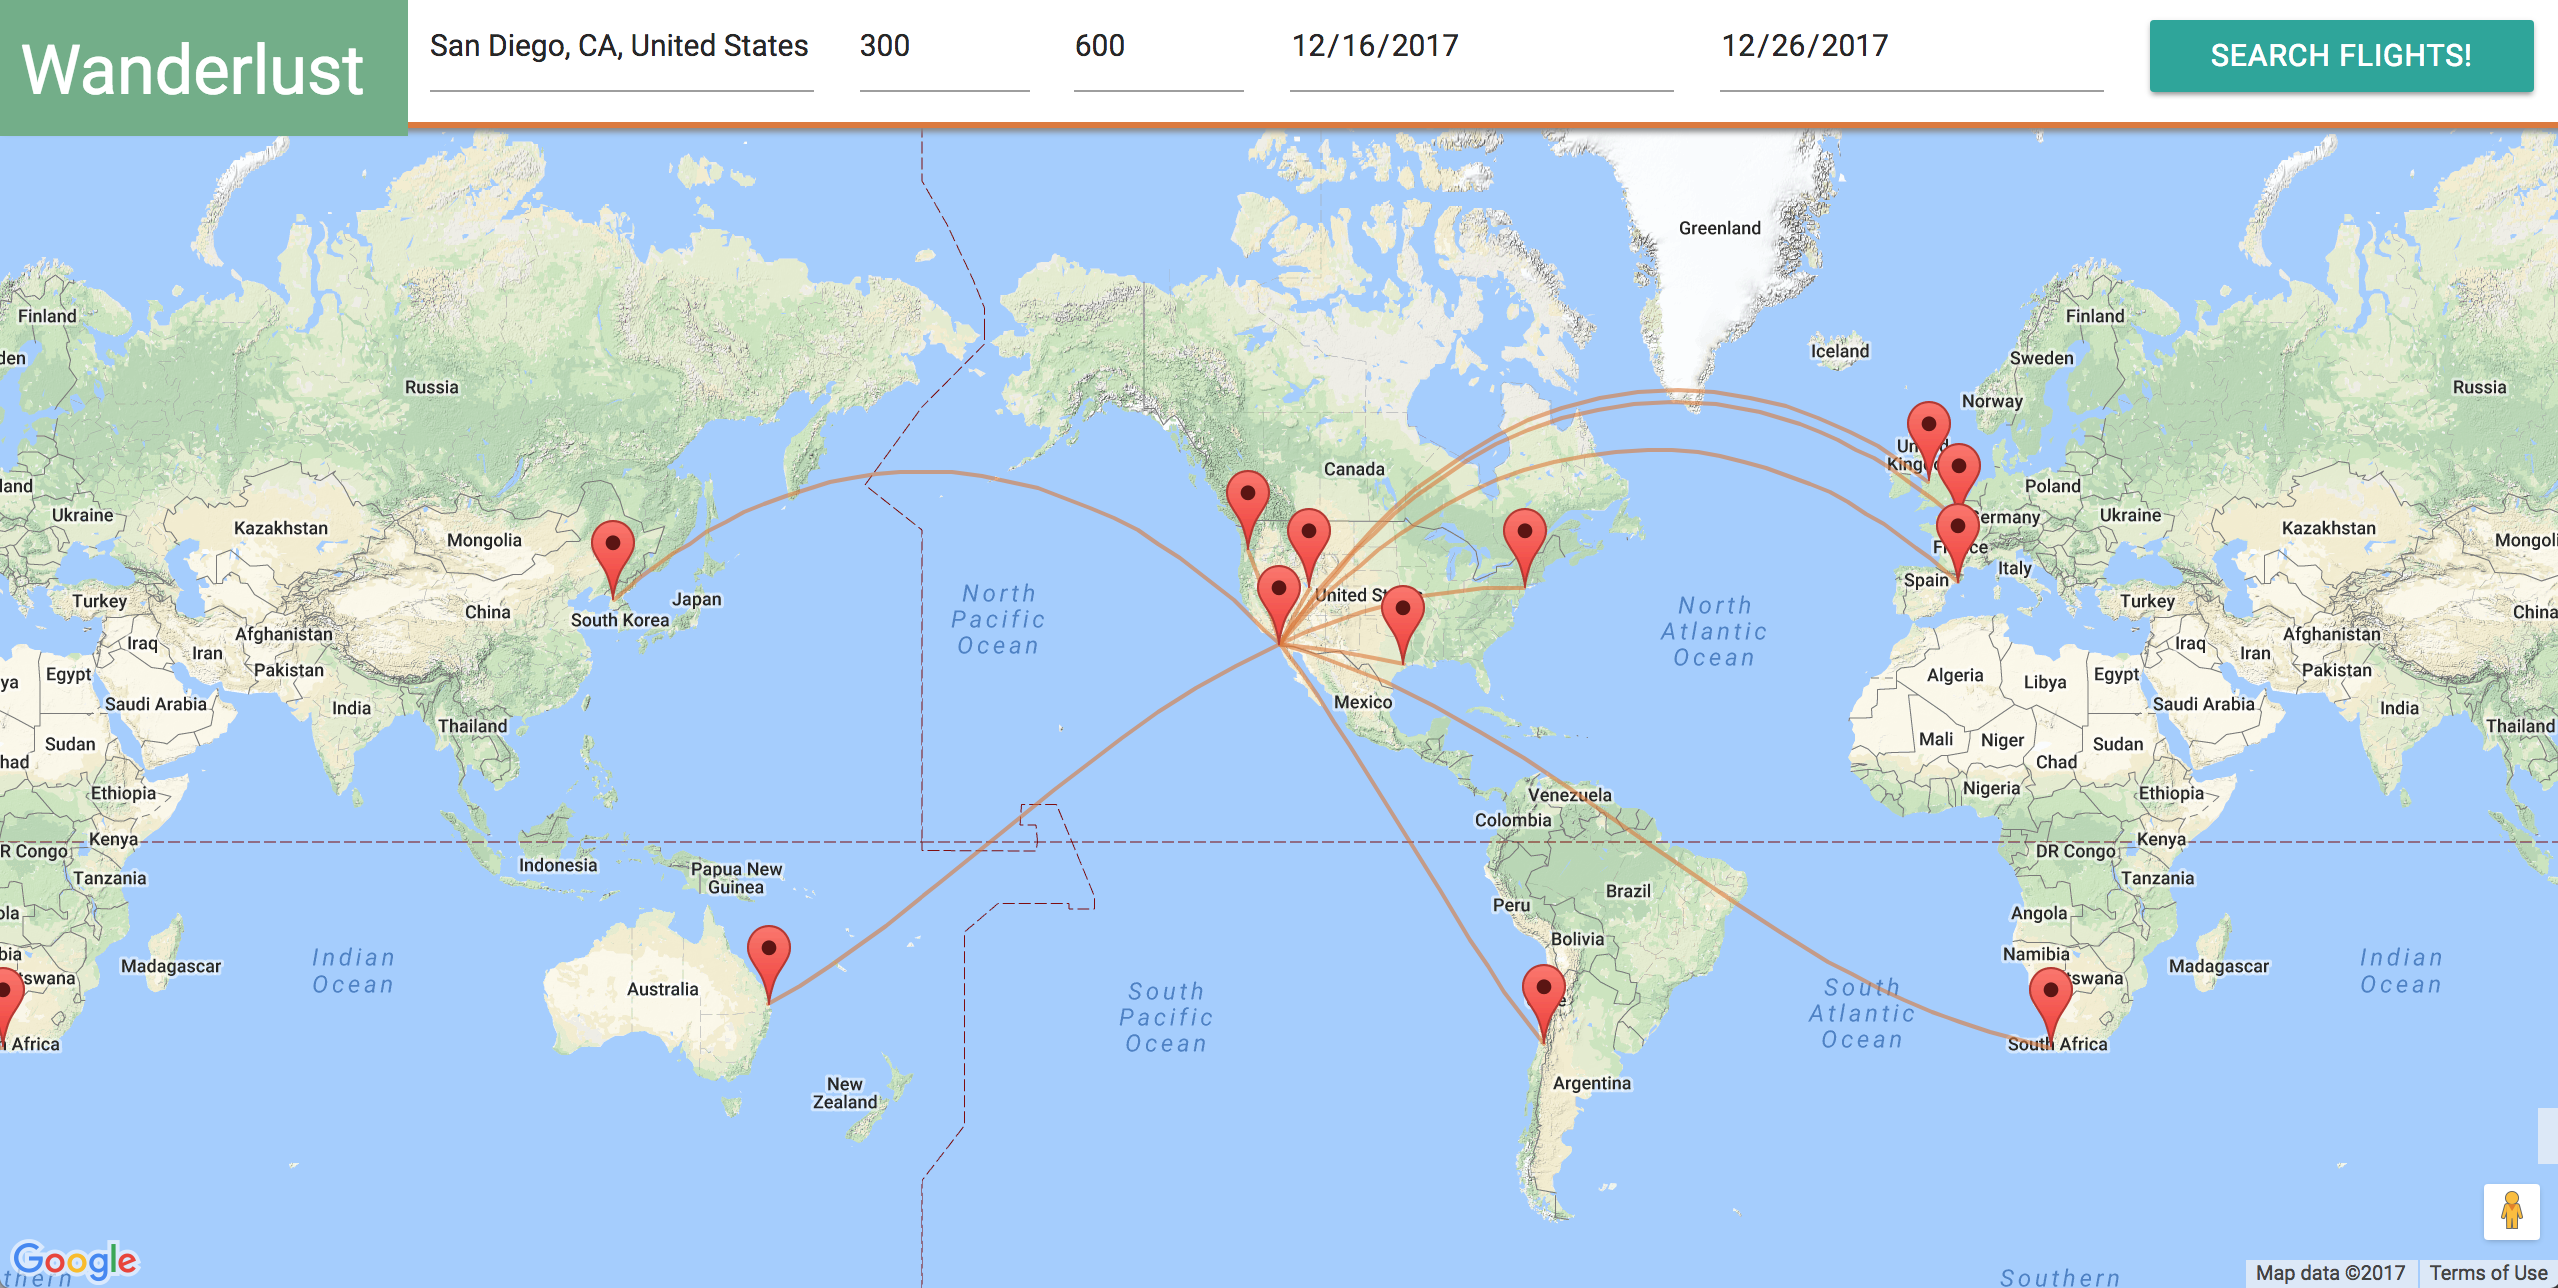 Wanderlust
San Diego, CA, United States
300
600
12/16/2017
12/26/2017
SEARCH FLIGHTS!
Greenland
Finland
Finland
Iceland
den
Sweden
Russia
Russia
Norway
Canada
United
Kingdom
land
Poland
Ukraine
Germany
Ukraine
Kazakhstan
Kazakhstan
Mongolia
Mongoli
France
Italy
Spain
Turkey
Japan
United St
Turkey
China
South Korea
China
North
Pacific
Ocean
North
Atlantic
Ocean
Iraq
Iran
Afghanistan
Pakistan
Iraq
Iran
Afghanistan
Pakistan
ya
Egypt
Algeria
Libya
Egypt
Saudi Arabia
India
Mexico
Saudi Arabia
India
Thailand
Thailand
Sudan
Mali
Niger
Sudan
had
Chad
Ethiopia
Venezuela
Nigeria
Ethiopia
Colombia
Kenya
Kenya
R Congo
DR Congo
Indonesia
Papua New
Guinea
Tanzania
Tanzania
Brazil
Peru
ola
Angola
Bolivia
bia
Namibia
Indian
Ocean
Madagascar
Madagascar
Indian
Ocean
tswana
tswana
Australia
South
Pacific
Ocean
South
Atlantic
Ocean
Africa
South Africa
New
Zealand
Argentina
Google
thern
Southern
Map data ©2017
Terms of Use